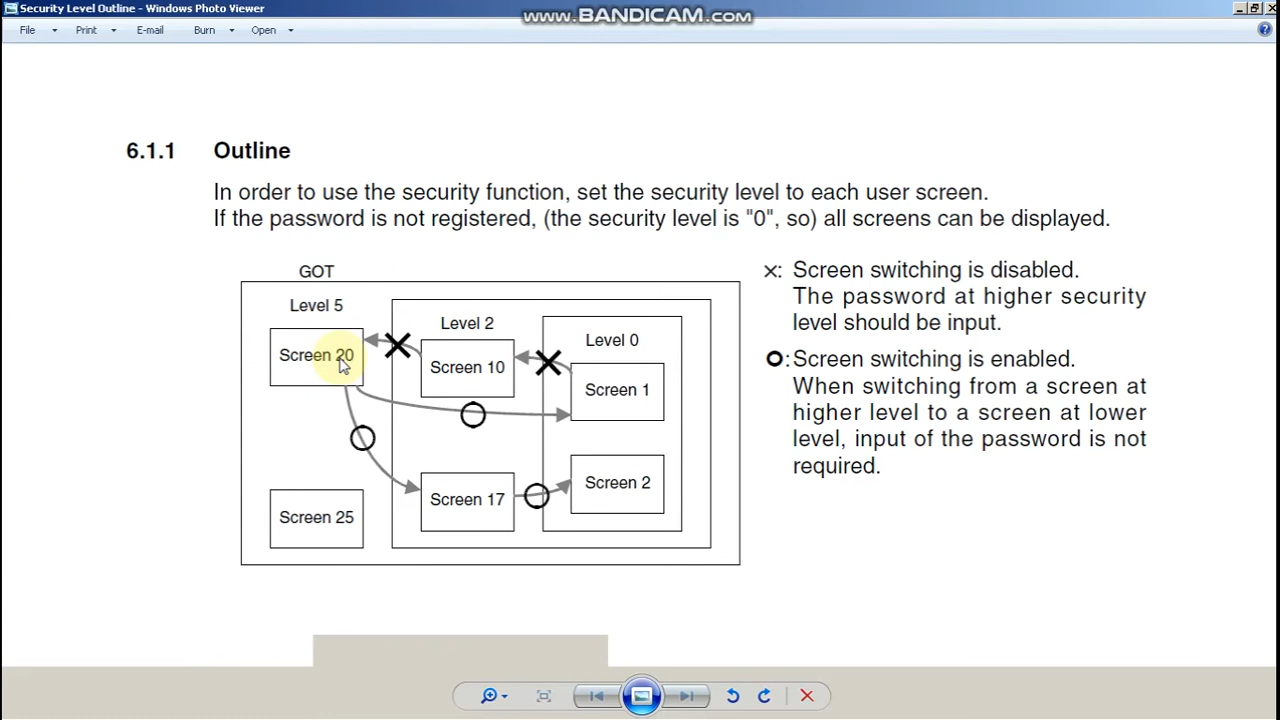 Security Level Outline - Windows Photo Viewer
www.BANDICAM.com
File Print E-mail Burn Open
6.1.1 Outline
In order to use the security function, set the security level to each user screen.
If the password is not registered, (the security level is "0", so) all screens can be displayed.
GOT
Level 5
Level 2
Level 0
Screen 20
Screen 10
Screen 1
Screen 17
Screen 2
Screen 25
×: Screen switching is disabled.
The password at higher security
level should be input.
O: Screen switching is enabled.
When switching from a screen at
higher level to a screen at lower
level, input of the password is not
required.